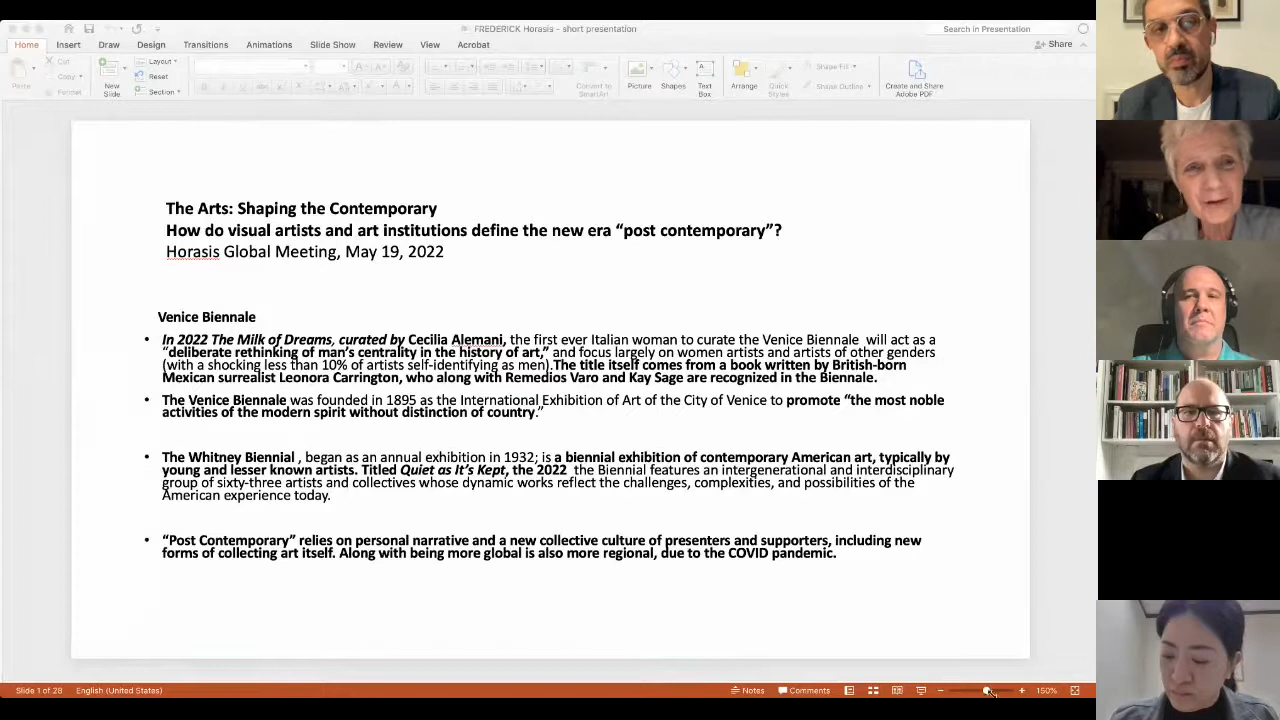 FREDERICK Horasis - short presentation
Search in Presentation
Home Insert Draw Design Transitions Animations Slide Show Review View Acrobat
Share
Paste
Cut
Copy
Format
New Slide
Layout
Reset
Section
Convert to SmartArt
Picture
Shapes
Text Box
Arrange
Quick Styles
Shape Fill
Shape Outline
Create and Share Adobe PDF
The Arts: Shaping the Contemporary
How do visual artists and art institutions define the new era “post contemporary”?
Horasis Global Meeting, May 19, 2022
Venice Biennale
• In 2022 The Milk of Dreams, curated by Cecilia Alemani, the first ever Italian woman to curate the Venice Biennale will act as a
“deliberate rethinking of man’s centrality in the history of art,” and focus largely on women artists and artists of other genders
(with a shocking less than 10% of artists self-identifying as men).The title itself comes from a book written by British-born
Mexican surrealist Leonora Carrington, who along with Remedios Varo and Kay Sage are recognized in the Biennale.
• The Venice Biennale was founded in 1895 as the International Exhibition of Art of the City of Venice to promote “the most noble
activities of the modern spirit without distinction of country.”
• The Whitney Biennial , began as an annual exhibition in 1932; is a biennial exhibition of contemporary American art, typically by
young and lesser known artists. Titled Quiet as It’s Kept, the 2022 the Biennial features an intergenerational and interdisciplinary
group of sixty-three artists and collectives whose dynamic works reflect the challenges, complexities, and possibilities of the
American experience today.
• “Post Contemporary” relies on personal narrative and a new collective culture of presenters and supporters, including new
forms of collecting art itself. Along with being more global is also more regional, due to the COVID pandemic.
Slide 1 of 28 English (United States) Notes Comments 150%